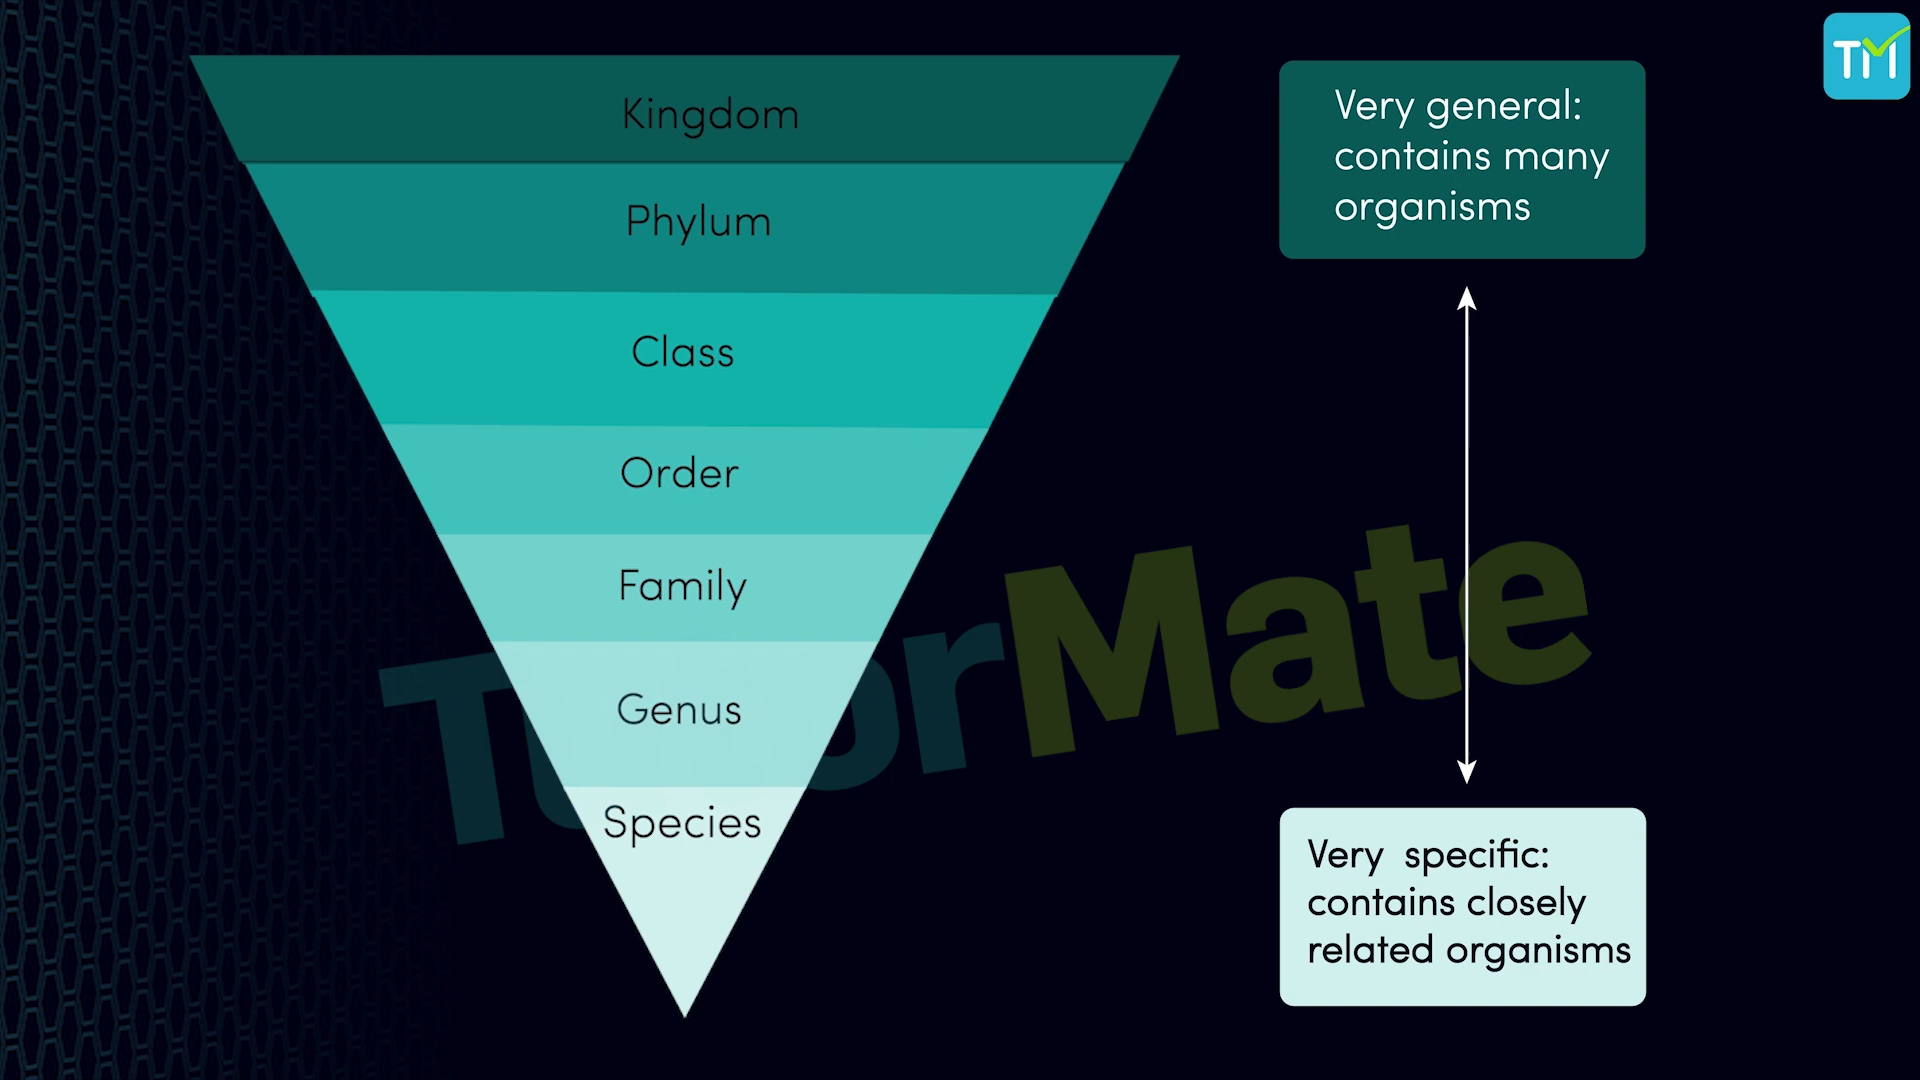 TM
Kingdom
Phylum
Class
Order
Family
Genus
Species
Very general:
contains many
organisms
Very specific:
contains closely
related organisms
TutorMate